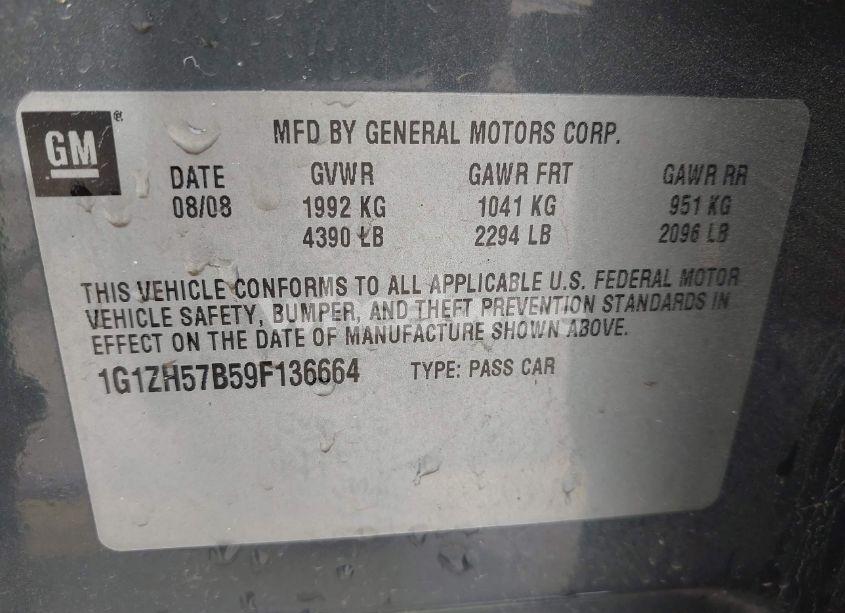 GM®
MFD BY GENERAL MOTORS CORP.
DATE GVWR GAWR FRT GAWR RR
08/08 1992 KG 1041 KG 951 KG
4390 LB 2294 LB 2096 LB
THIS VEHICLE CONFORMS TO ALL APPLICABLE U.S. FEDERAL MOTOR
VEHICLE SAFETY, BUMPER, AND THEFT PREVENTION STANDARDS IN
EFFECT ON THE DATE OF MANUFACTURE SHOWN ABOVE.
1G1ZH57B59F136664 TYPE: PASS CAR